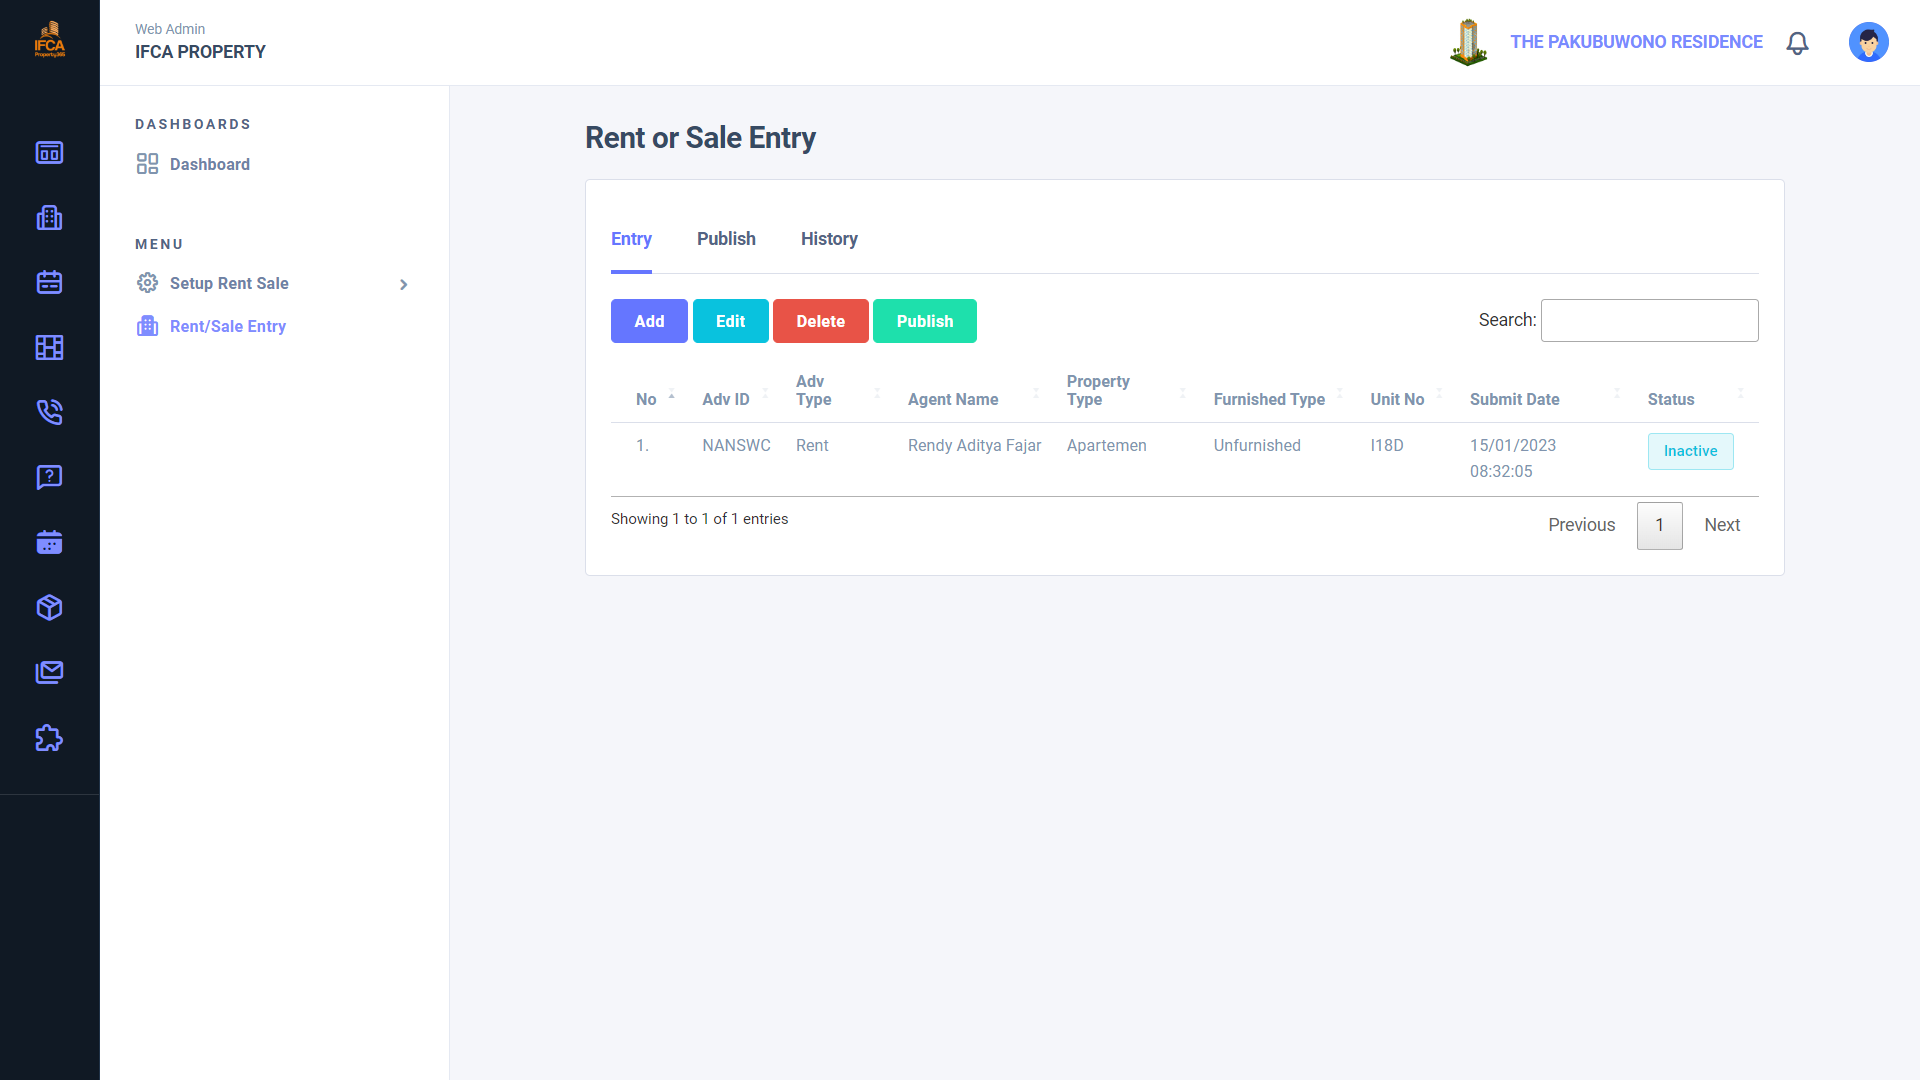 IFCA
Property365
Web Admin
IFCA PROPERTY
THE PAKUBUWONO RESIDENCE
DASHBOARDS
Dashboard
MENU
Setup Rent Sale
Rent/Sale Entry
Rent or Sale Entry
Entry Publish History
Add Edit Delete Publish Search:
No Adv ID Adv Type Agent Name Property Type Furnished Type Unit No Submit Date Status
1. NANSWC Rent Rendy Aditya Fajar Apartemen Unfurnished I18D 15/01/2023 Inactive
08:32:05
Showing 1 to 1 of 1 entries Previous 1 Next